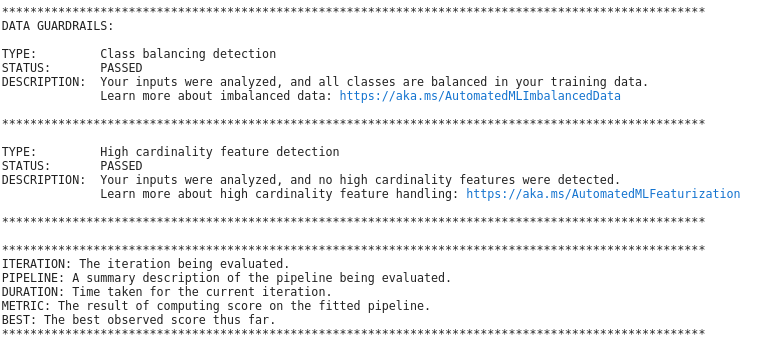 ****************************************************************************************************
DATA GUARDRAILS:
TYPE:         Class balancing detection
STATUS:       PASSED
DESCRIPTION:  Your inputs were analyzed, and all classes are balanced in your training data.
              Learn more about imbalanced data: https://aka.ms/AutomatedMLImbalancedData
****************************************************************************************************
TYPE:         High cardinality feature detection
STATUS:       PASSED
DESCRIPTION:  Your inputs were analyzed, and no high cardinality features were detected.
              Learn more about high cardinality feature handling: https://aka.ms/AutomatedMLFeaturization
****************************************************************************************************
****************************************************************************************************
ITERATION: The iteration being evaluated.
PIPELINE: A summary description of the pipeline being evaluated.
DURATION: Time taken for the current iteration.
METRIC: The result of computing score on the fitted pipeline.
BEST: The best observed score thus far.
****************************************************************************************************